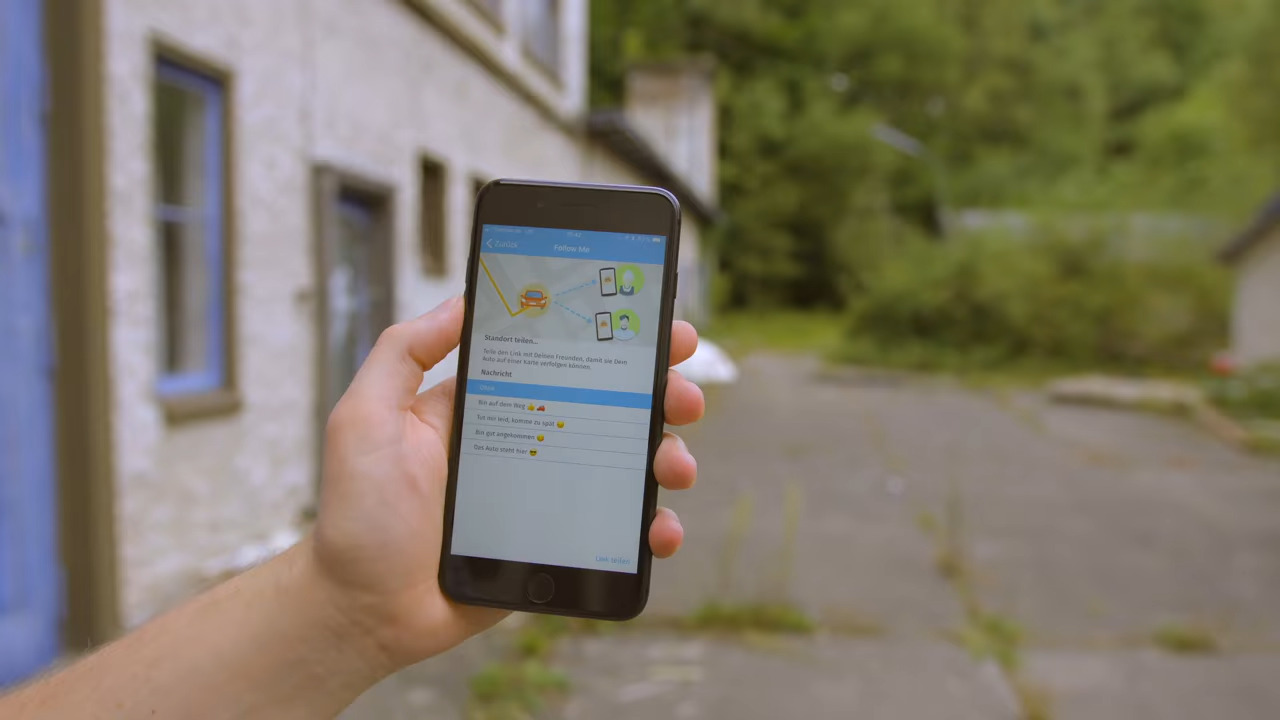 Zurück
Follow Me
Standort teilen...
Teile den Link mit Deinen Freunden, damit sie Dein
Auto auf einer Karte verfolgen können.
Nachricht
Bin auf dem Weg 👍 🚗
Tut mir leid, komme zu spät 😔
Bin gut angekommen 😊
Das Auto steht hier 😎
Link teilen